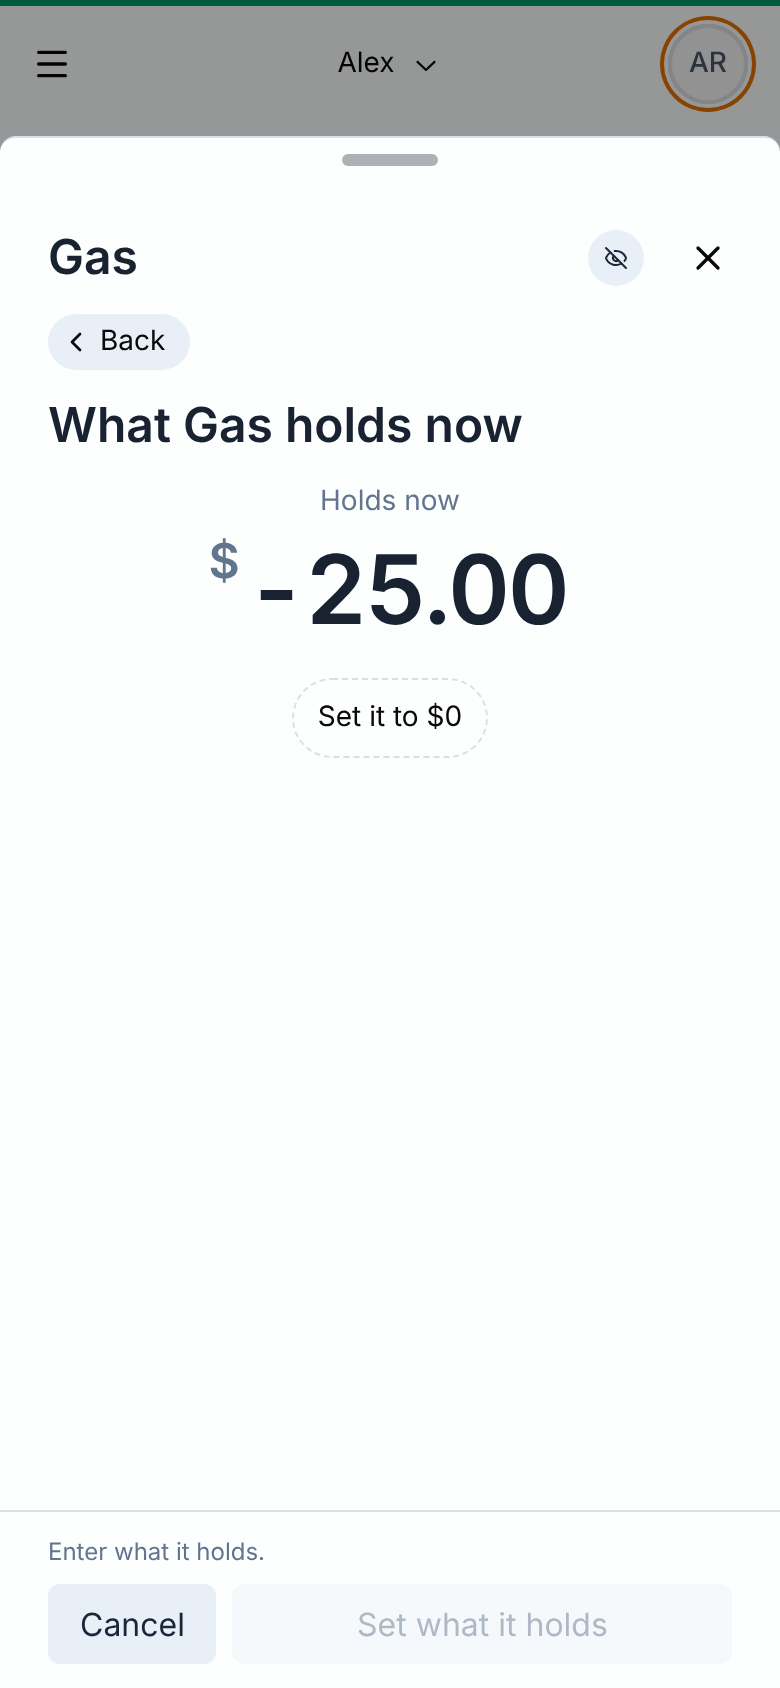 Alex
AR
Gas
Back
What Gas holds now
Holds now
$ -25.00
Set it to $0
Enter what it holds.
Cancel
Set what it holds